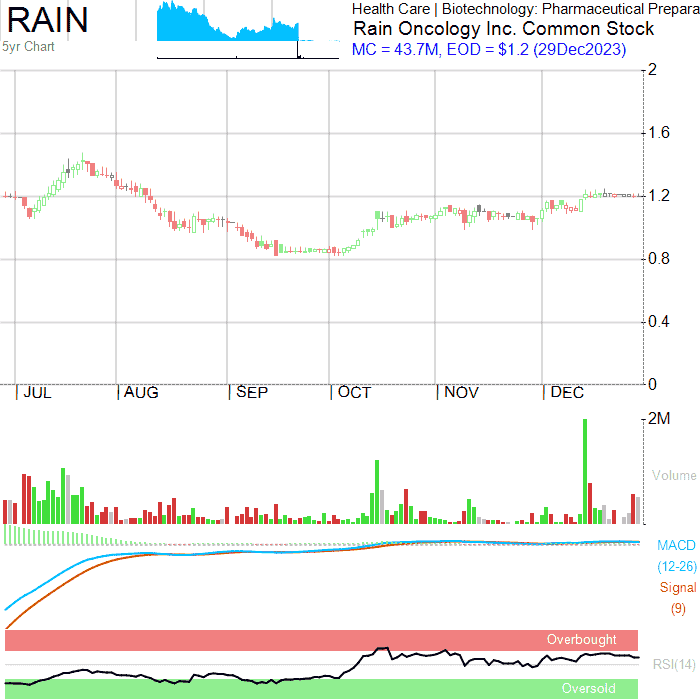 RAIN
5yr Chart
Health Care | Biotechnology: Pharmaceutical Prepara
Rain Oncology Inc. Common Stock
MC = 43.7M, EOD = $1.2 (29Dec2023)
2
1.6
1.2
0.8
0.4
0
JUL AUG SEP OCT NOV DEC
2M
Volume
MACD
(12-26)
Signal
(9)
Overbought
RSI(14)
Oversold